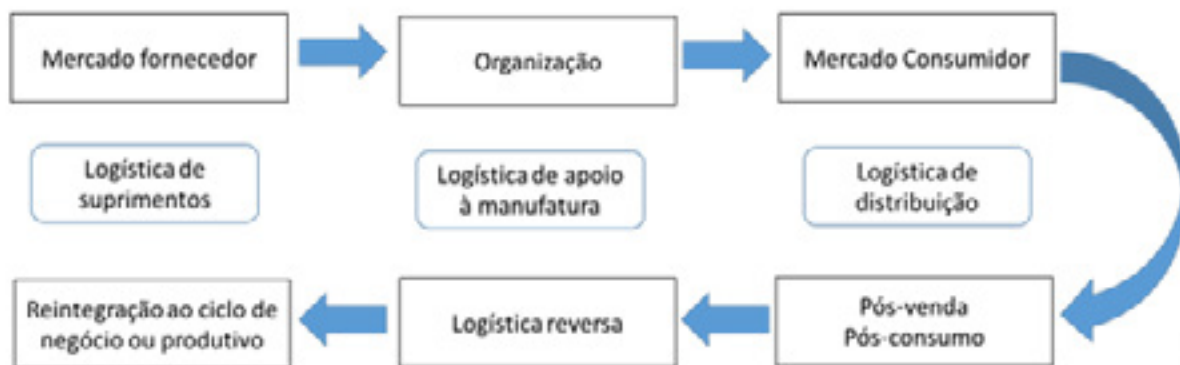 Mercado fornecedor
Organização
Mercado Consumidor
Logística de
suprimentos
Logística de apoio
à manufatura
Logística de
distribuição
Reintegração ao ciclo de
negócio ou produtivo
Logística reversa
Pós-venda
Pós-consumo